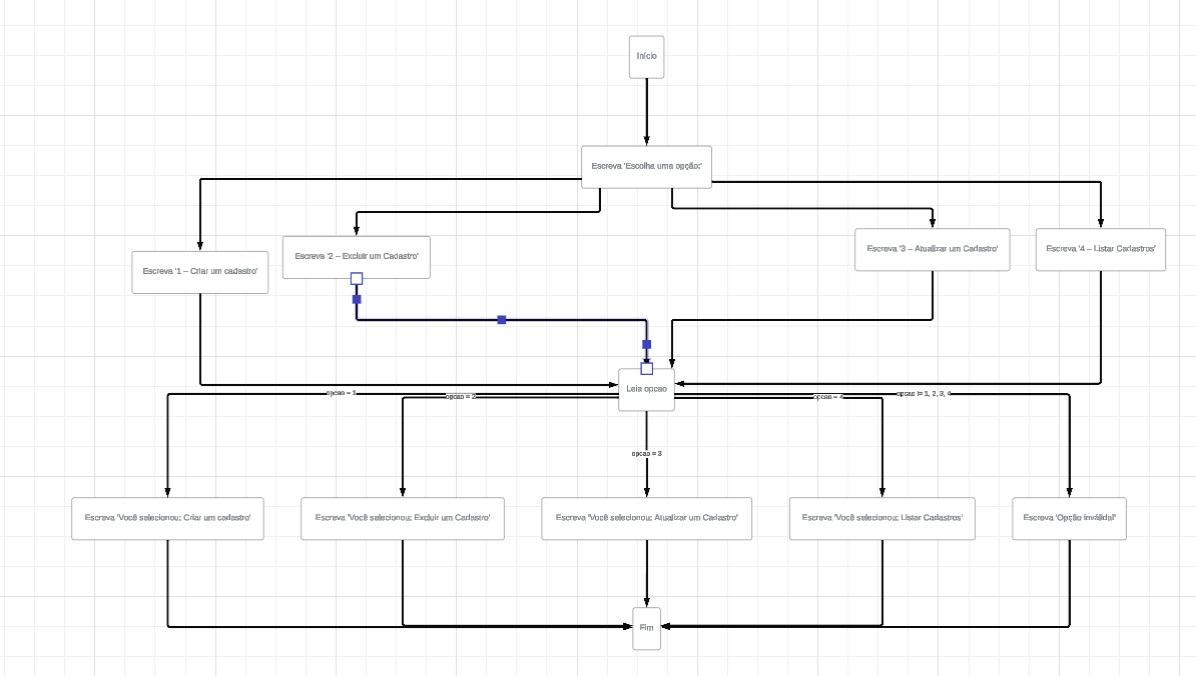 Início
Escreva 'Escolha uma opção:'
Escreva '1 – Criar um cadastro'
Escreva '2 – Excluir um Cadastro'
Escreva '3 – Atualizar um Cadastro'
Escreva '4 – Listar Cadastros'
Leia opcao
opcao = 1
opcao = 2
opcao = 3
opcao = 4
opcao != 1, 2, 3, 4
Escreva 'Você selecionou: Criar um cadastro'
Escreva 'Você selecionou: Excluir um Cadastro'
Escreva 'Você selecionou: Atualizar um Cadastro'
Escreva 'Você selecionou: Listar Cadastros'
Escreva 'Opção Inválida!'
Fim